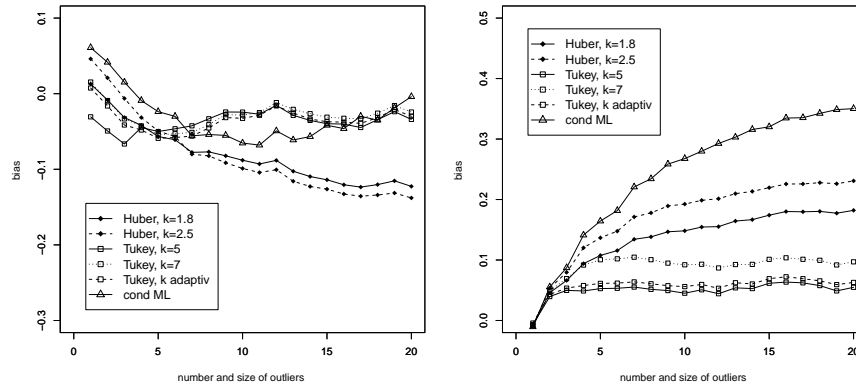 0.1
0.0
-0.1
-0.2
-0.3
bias
Huber, k=1.8
Huber, k=2.5
Tukey, k=5
Tukey, k=7
Tukey, k adaptiv
cond ML
0 5 10 15 20
number and size of outliers
0.5
0.4
0.3
0.2
0.1
0.0
bias
Huber, k=1.8
Huber, k=2.5
Tukey, k=5
Tukey, k=7
Tukey, k adaptiv
cond ML
0 5 10 15 20
number and size of outliers